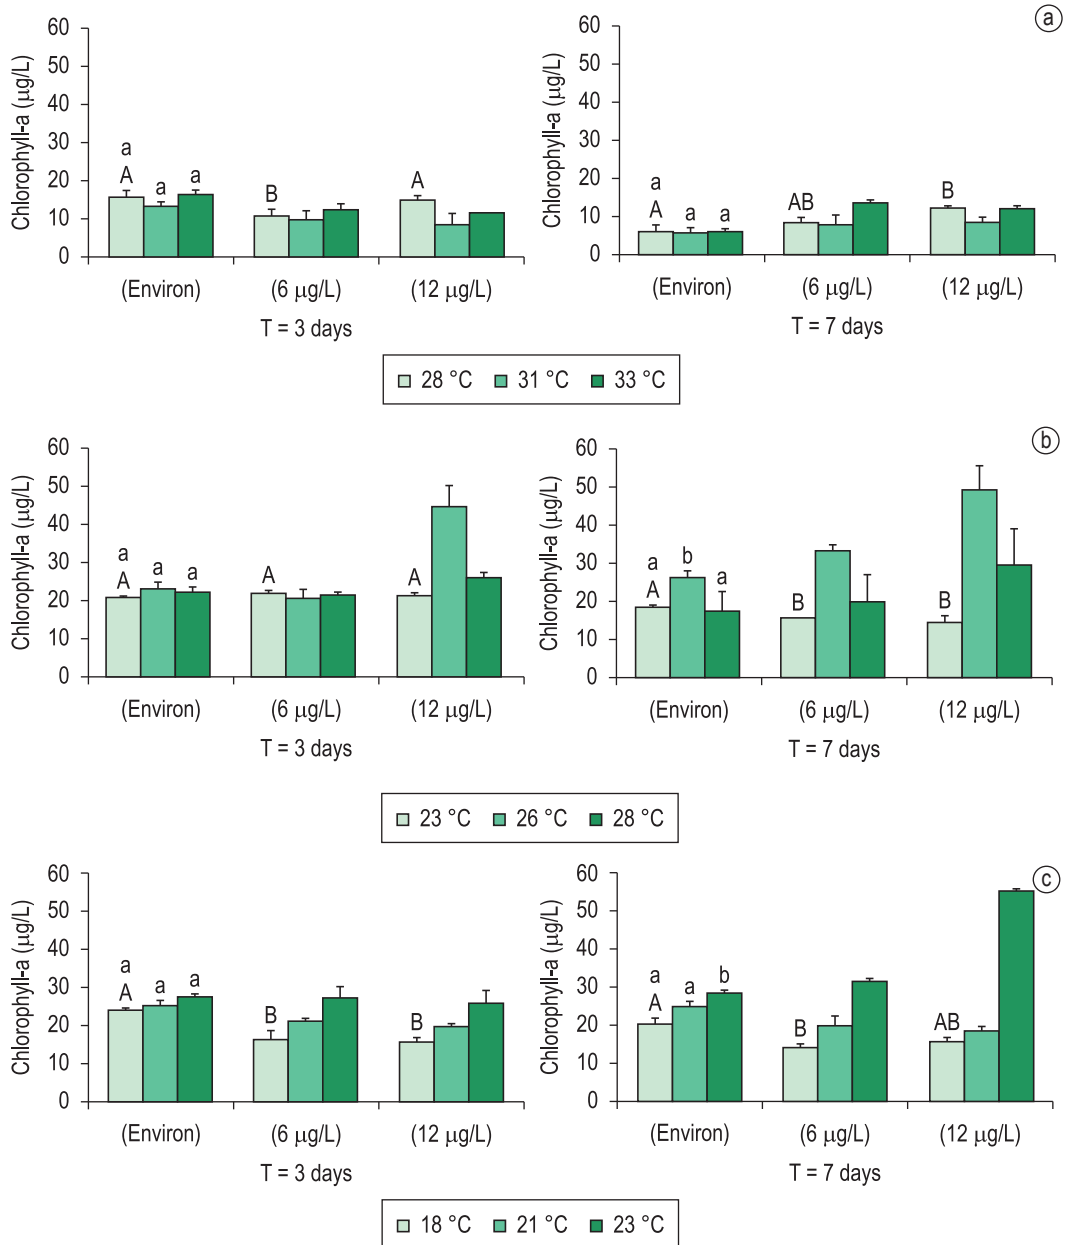 a
Chlorophyll-a (µg/L)
60
50
40
30
20
10
0
a
A
a
a
B
A
(Environ)
(6 µg/L)
(12 µg/L)
T = 3 days
Chlorophyll-a (µg/L)
60
50
40
30
20
10
0
a
A
a
a
AB
B
(Environ)
(6 µg/L)
(12 µg/L)
T = 7 days
28 °C 31 °C 33 °C
b
Chlorophyll-a (µg/L)
60
50
40
30
20
10
0
a
A
a
a
A
A
(Environ)
(6 µg/L)
(12 µg/L)
T = 3 days
Chlorophyll-a (µg/L)
60
50
40
30
20
10
0
a
A
b
a
B
B
(Environ)
(6 µg/L)
(12 µg/L)
T = 7 days
23 °C 26 °C 28 °C
c
Chlorophyll-a (µg/L)
60
50
40
30
20
10
0
a
A
a
a
B
B
(Environ)
(6 µg/L)
(12 µg/L)
T = 3 days
Chlorophyll-a (µg/L)
60
50
40
30
20
10
0
a
A
a
b
B
AB
(Environ)
(6 µg/L)
(12 µg/L)
T = 7 days
18 °C 21 °C 23 °C